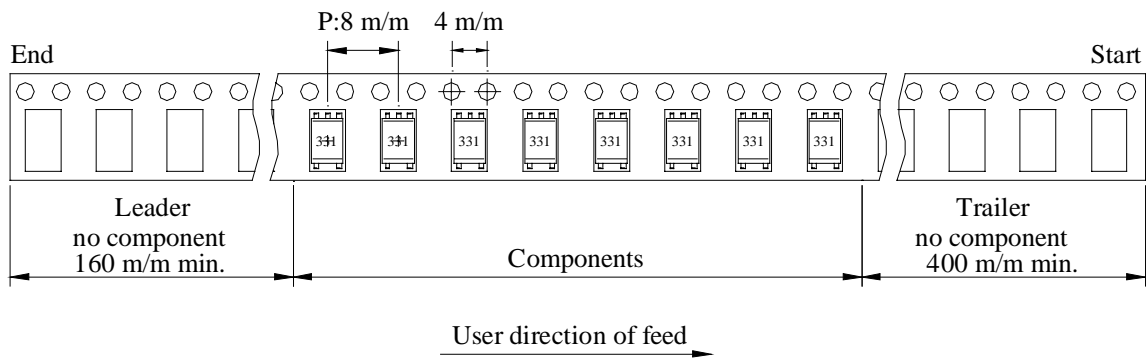 P:8 m/m
4 m/m
End
Start
331
331
331
331
331
331
331
331
Leader
no component
160 m/m min.
Components
Trailer
no component
400 m/m min.
User direction of feed